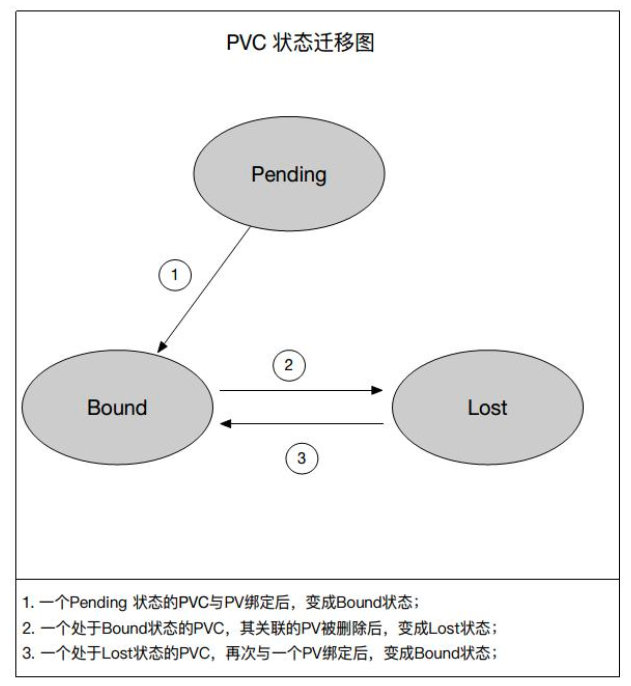 PVC 状态迁移图
Pending
1
2
Bound
Lost
3
1. 一个Pending 状态的PVC与PV绑定后，变成Bound状态；
2. 一个处于Bound状态的PVC，其关联的PV被删除后，变成Lost状态；
3. 一个处于Lost状态的PVC，再次与一个PV绑定后，变成Bound状态；